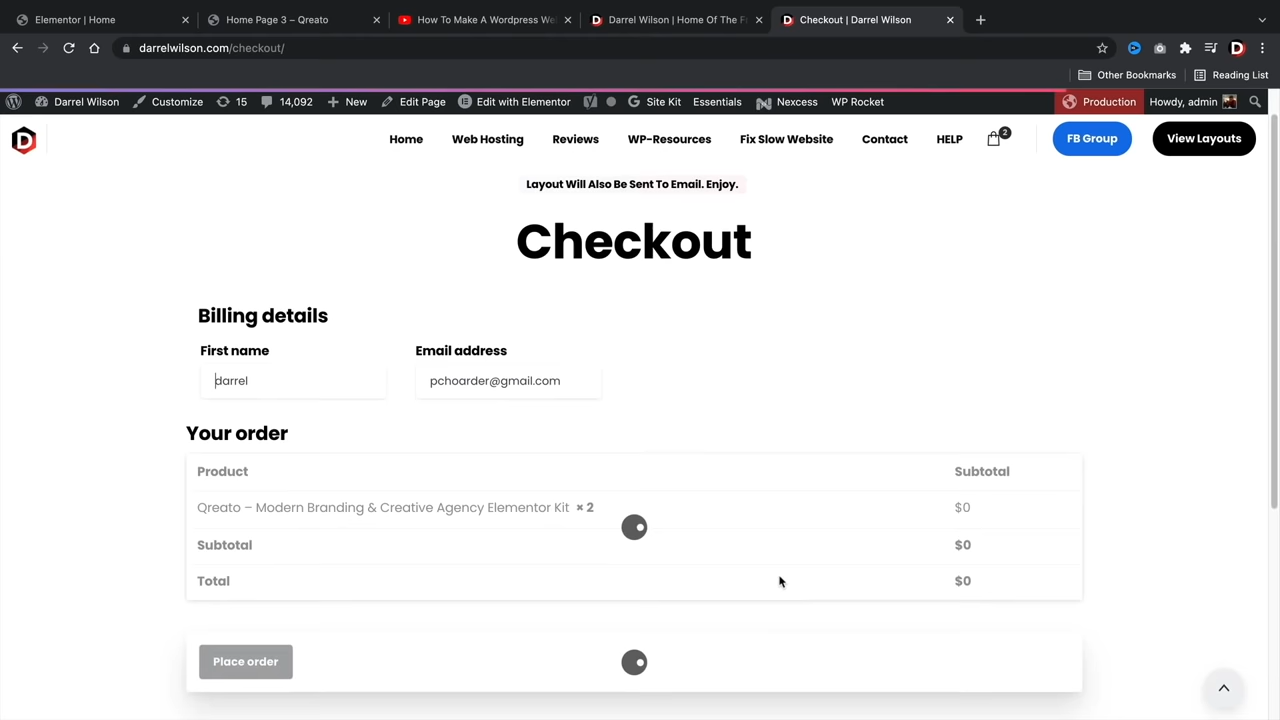 Elementor | Home
Home Page 3 – Qreato
How To Make A Wordpress We
Darrel Wilson | Home Of The F
Checkout | Darrel Wilson
darrelwilson.com/checkout/
Other Bookmarks
Reading List
Darrel Wilson
Customize
15
14,092
New
Edit Page
Edit with Elementor
Site Kit
Essentials
Nexcess
WP Rocket
Production
Howdy, admin
Home
Web Hosting
Reviews
WP-Resources
Fix Slow Website
Contact
HELP
2
FB Group
View Layouts
Layout Will Also Be Sent To Email. Enjoy.
Checkout
Billing details
First name
Email address
darrel
pchoarder@gmail.com
Your order
Product
Subtotal
Qreato – Modern Branding & Creative Agency Elementor Kit × 2
$0
Subtotal
$0
Total
$0
Place order